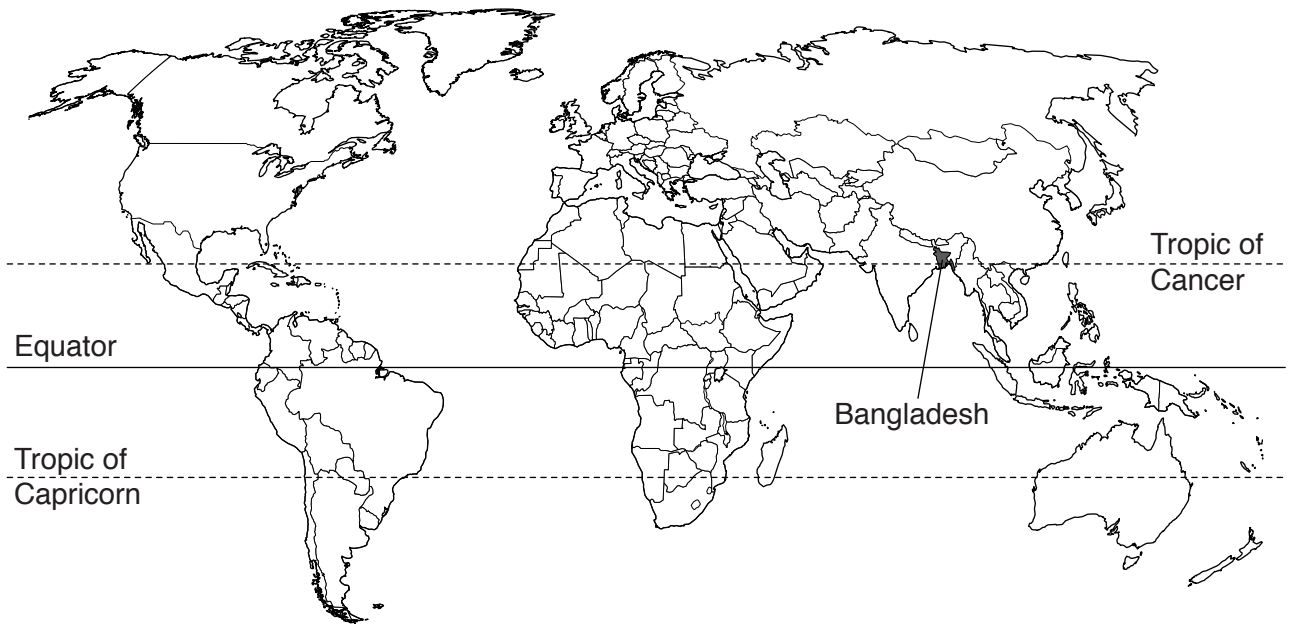 Tropic of
Cancer
Equator
Bangladesh
Tropic of
Capricorn